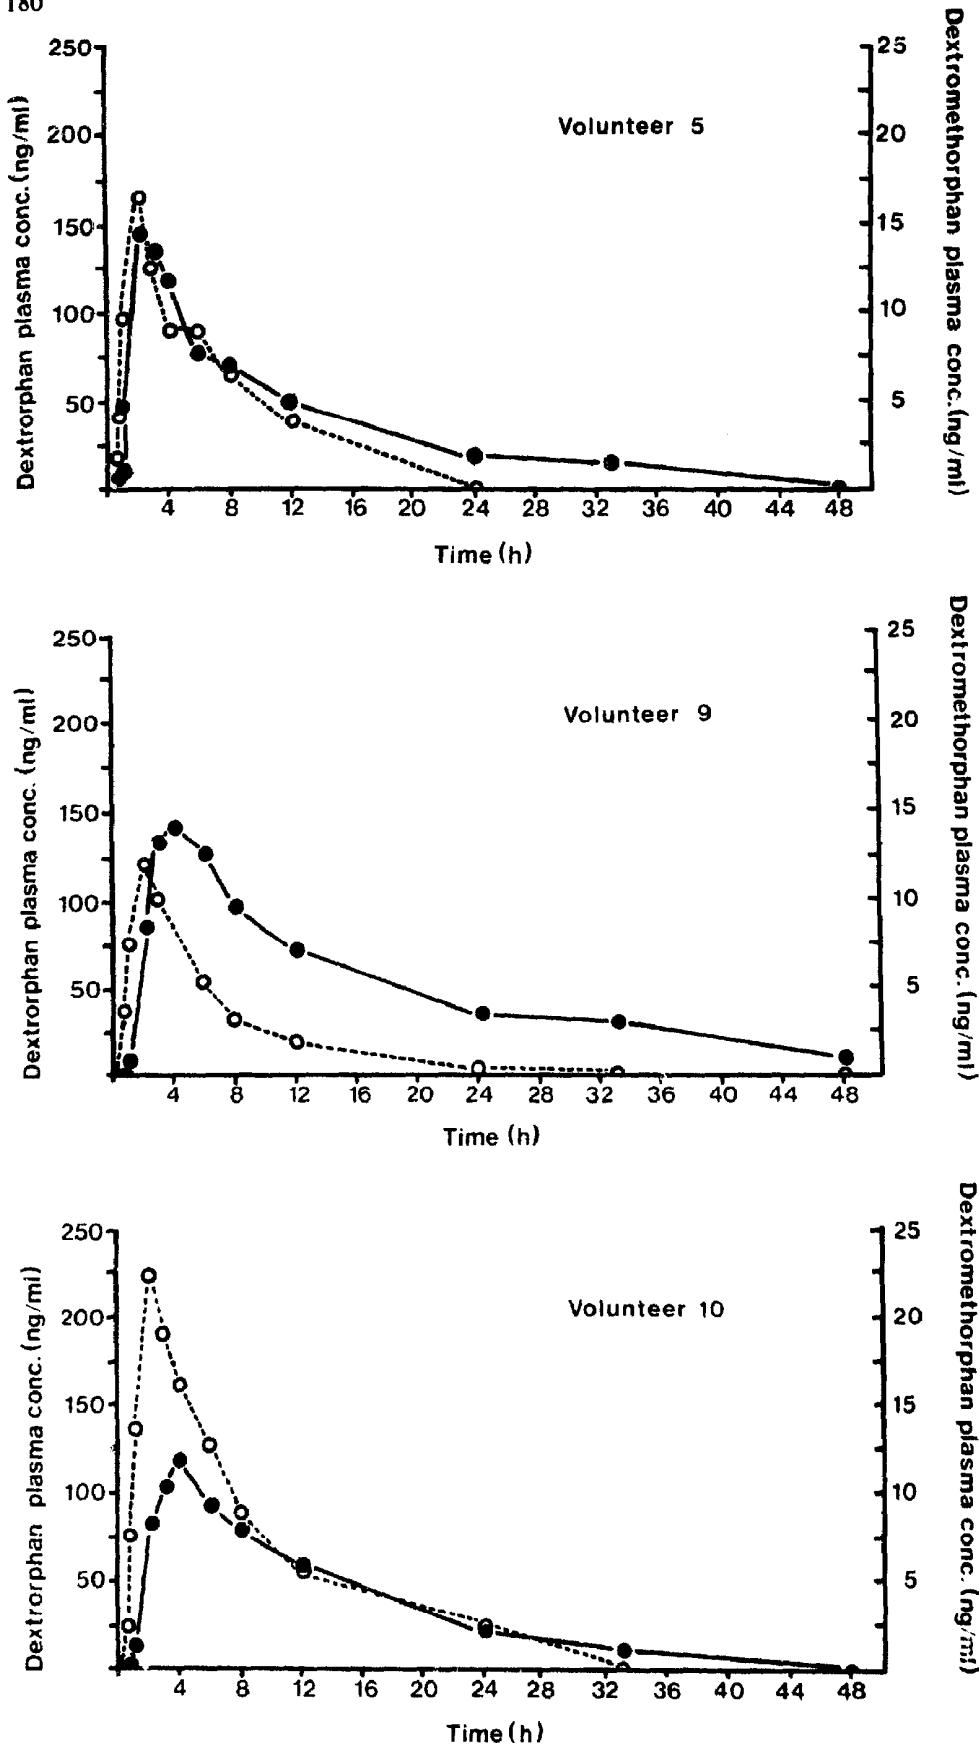 180
Volunteer 5
Dextrorphan plasma conc. (ng/ml)
250
200
150
100
50
Dextromethorphan plasma conc. (ng/ml)
25
20
15
10
5
4 8 12 16 20 24 28 32 36 40 44 48
Time (h)
Volunteer 9
Dextrorphan plasma conc. (ng/ml)
250
200
150
100
50
Dextromethorphan plasma conc. (ng/ml)
25
20
15
10
5
4 8 12 16 20 24 28 32 36 40 44 48
Time (h)
Volunteer 10
Dextrorphan plasma conc. (ng/ml)
250
200
150
100
50
Dextromethorphan plasma conc. (ng/ml)
25
20
15
10
5
4 8 12 16 20 24 28 32 36 40 44 48
Time (h)